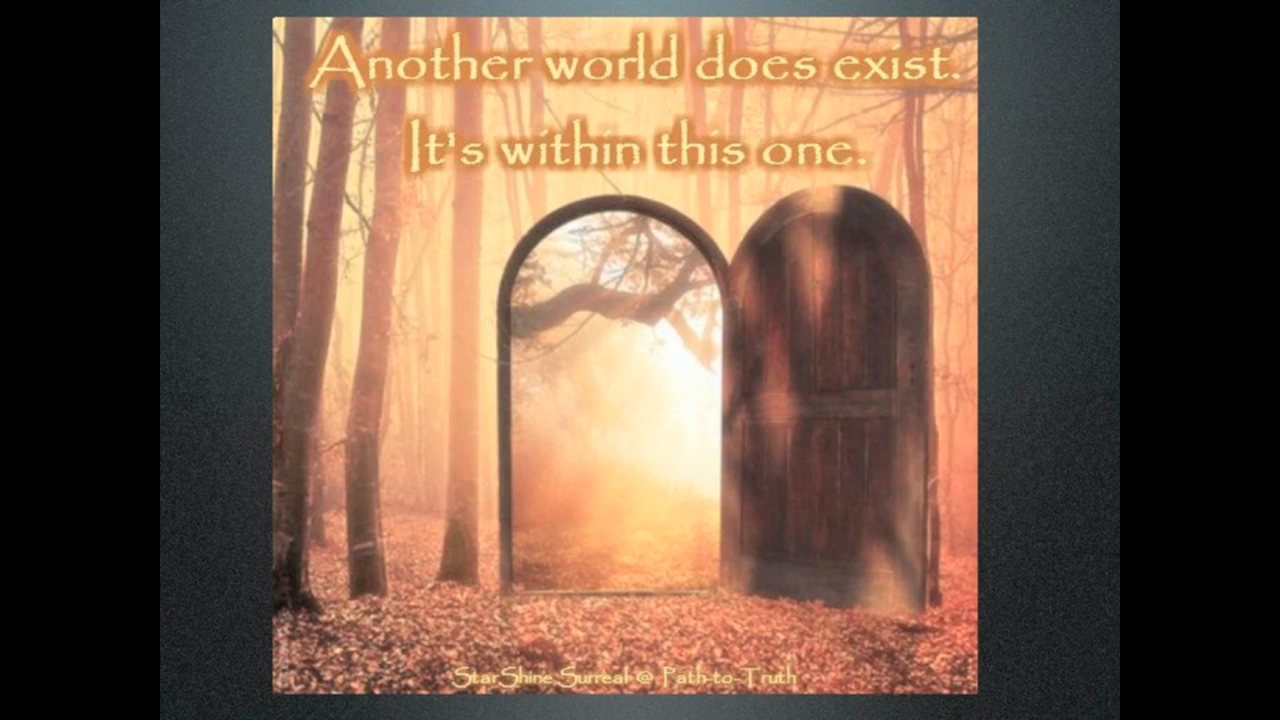 Another world does exist.
It's within this one.
StarShine Surreal @ Path-to-Truth